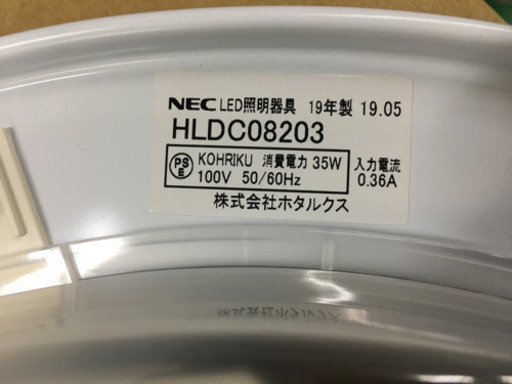 NEC LED照明器具 19年製 19.05
HLDC08203
PSE KOHRIKU 消費電力 35W 入力電流
100V 50/60Hz 0.36A
株式会社ホタルクス